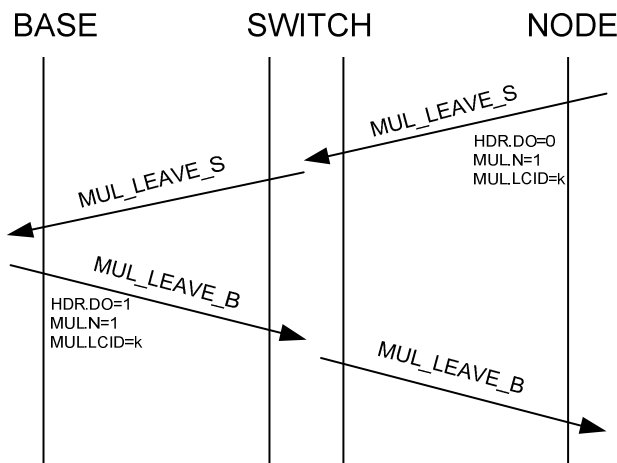 BASE SWITCH NODE
MUL_LEAVE_S
HDR.DO=0
MUL.N=1
MUL.LCID=k
MUL_LEAVE_S
MUL_LEAVE_B
HDR.DO=1
MUL.N=1
MUL.LCID=k
MUL_LEAVE_B